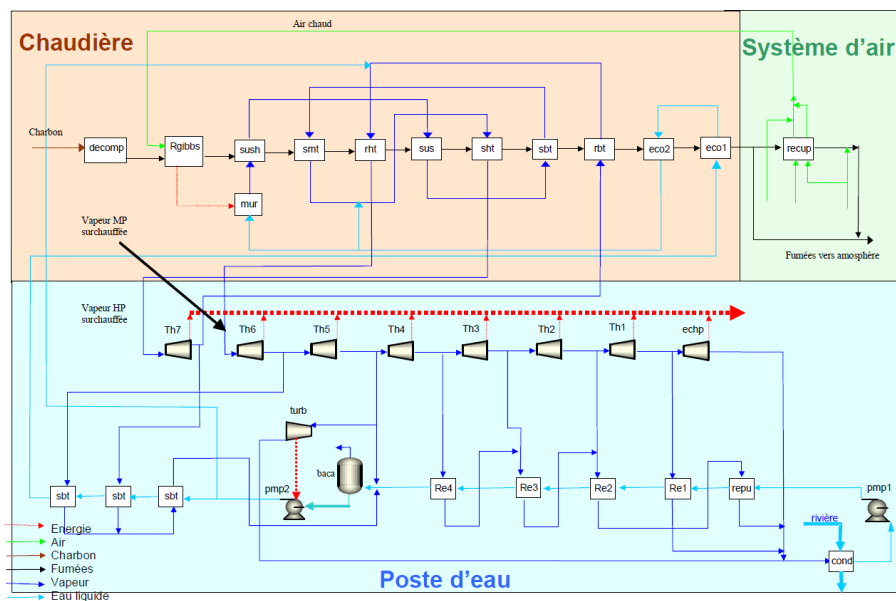 Chaudière
Air chaud
Système d'air
Charbon
decomp
Rgibbs
sush
smt
rht
sus
sht
sbt
rbt
eco2
eco1
recup
mur
Vapeur MP
surchauffée
Fumées vers amosphère
Vapeur HP
surchauffée
Th7
Th6
Th5
Th4
Th3
Th2
Th1
echp
turb
baca
pmp2
sbt
sbt
sbt
Re4
Re3
Re2
Re1
repu
pmp1
rivière
cond
Energie
Air
Charbon
Fumées
Vapeur
Eau liquide
Poste d'eau